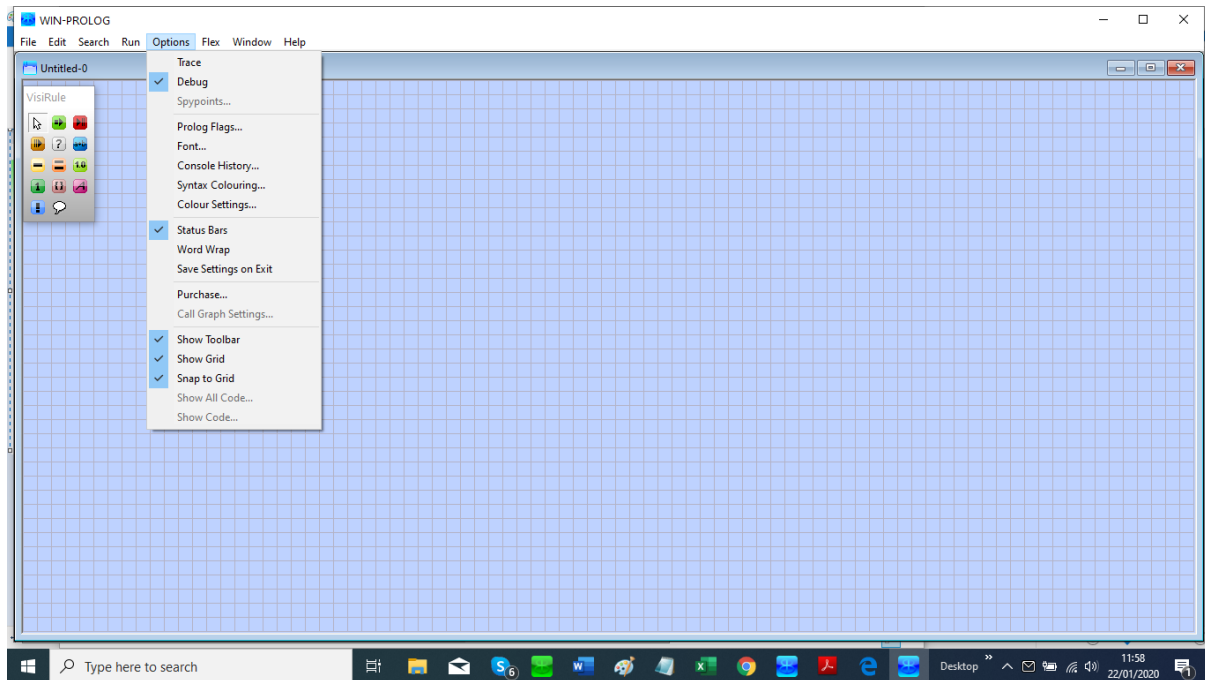 WIN-PROLOG
File Edit Search Run Options Flex Window Help
Untitled-0
VisiRule
Trace
Debug
Spypoints...
Prolog Flags...
Font...
Console History...
Syntax Colouring...
Colour Settings...
Status Bars
Word Wrap
Save Settings on Exit
Purchase...
Call Graph Settings...
Show Toolbar
Show Grid
Snap to Grid
Show All Code...
Show Code...
Type here to search
Desktop
11:58
22/01/2020